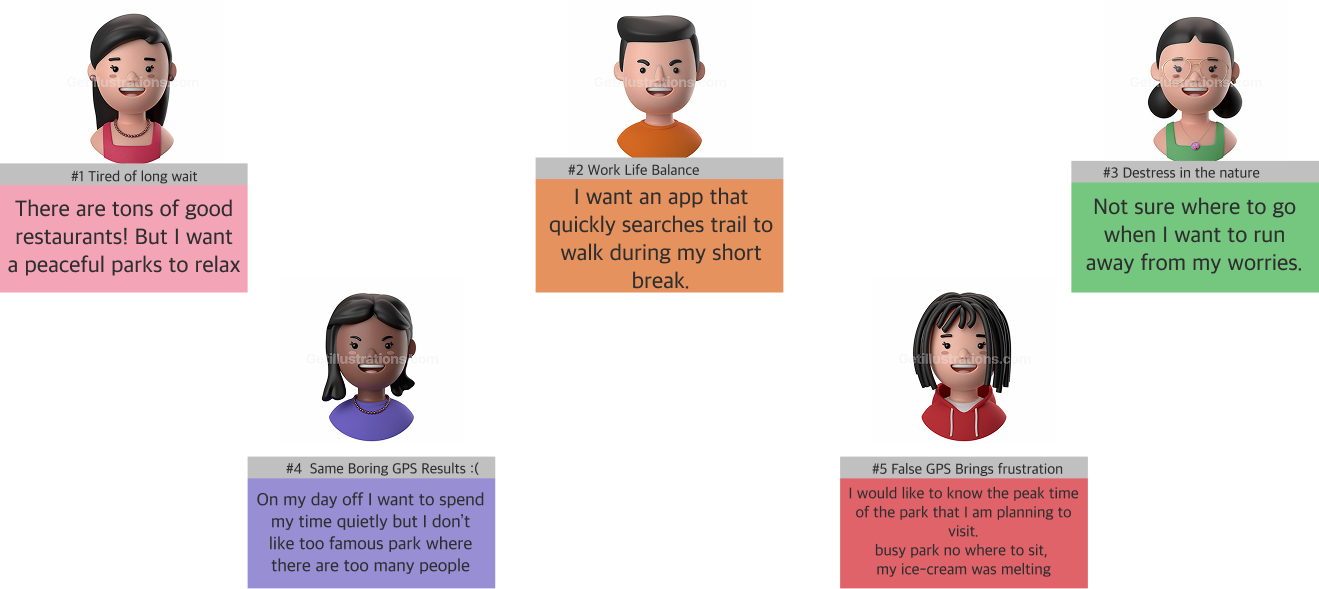 Getillustrations.com
Getillustrations.com
Getillustrations.com
#1 Tired of long wait
There are tons of good
restaurants! But I want
a peaceful parks to relax
#2 Work Life Balance
I want an app that
quickly searches trail to
walk during my short
break.
#3 Destress in the nature
Not sure where to go
when I want to run
away from my worries.
Getillustrations.com
Getillustrations.com
#4 Same Boring GPS Results :(
On my day off I want to spend
my time quietly but I don't
like too famous park where
there are too many people
#5 False GPS Brings frustration
I would like to know the peak time
of the park that I am planning to
visit.
busy park no where to sit,
my ice-cream was melting